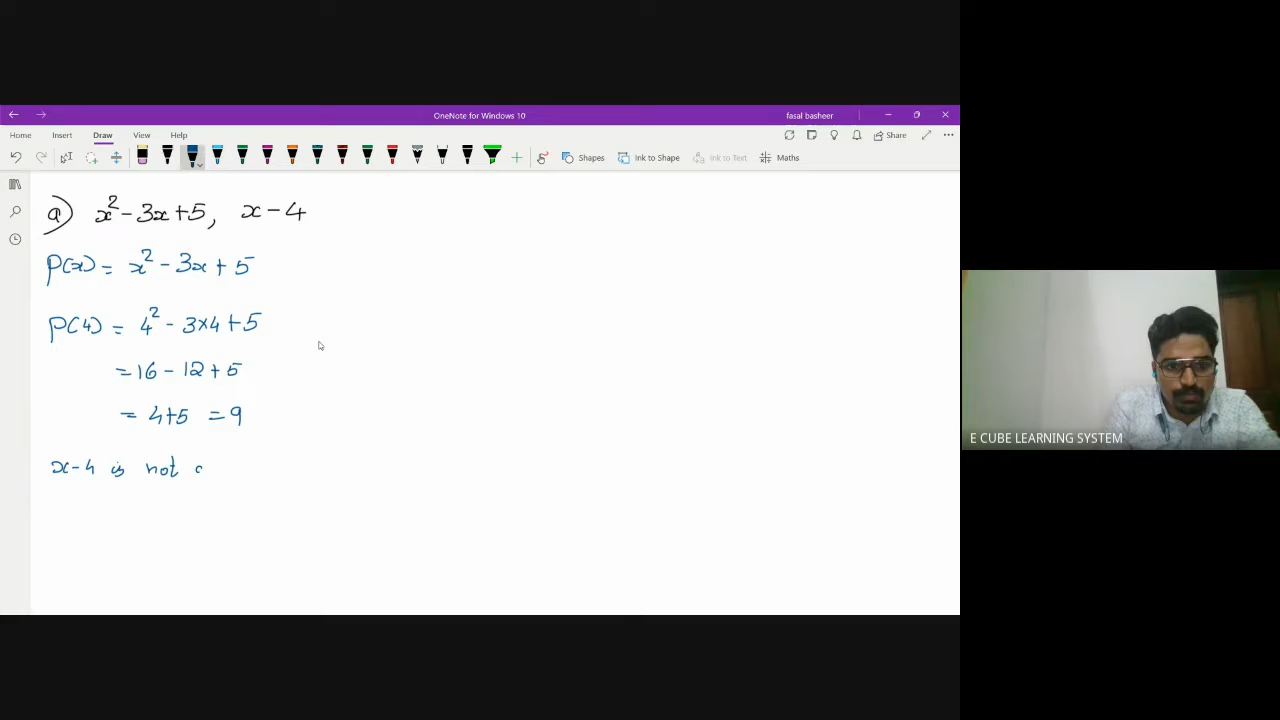 OneNote for Windows 10
fasal basheer
Home Insert Draw View Help
Share
Shapes Ink to Shape Ink to Text Maths
a) x² - 3x + 5, x - 4
P(x) = x² - 3x + 5
P(4) = 4² - 3×4 + 5
= 16 - 12 + 5
= 4+5 = 9
x-4 is not
E CUBE LEARNING SYSTEM